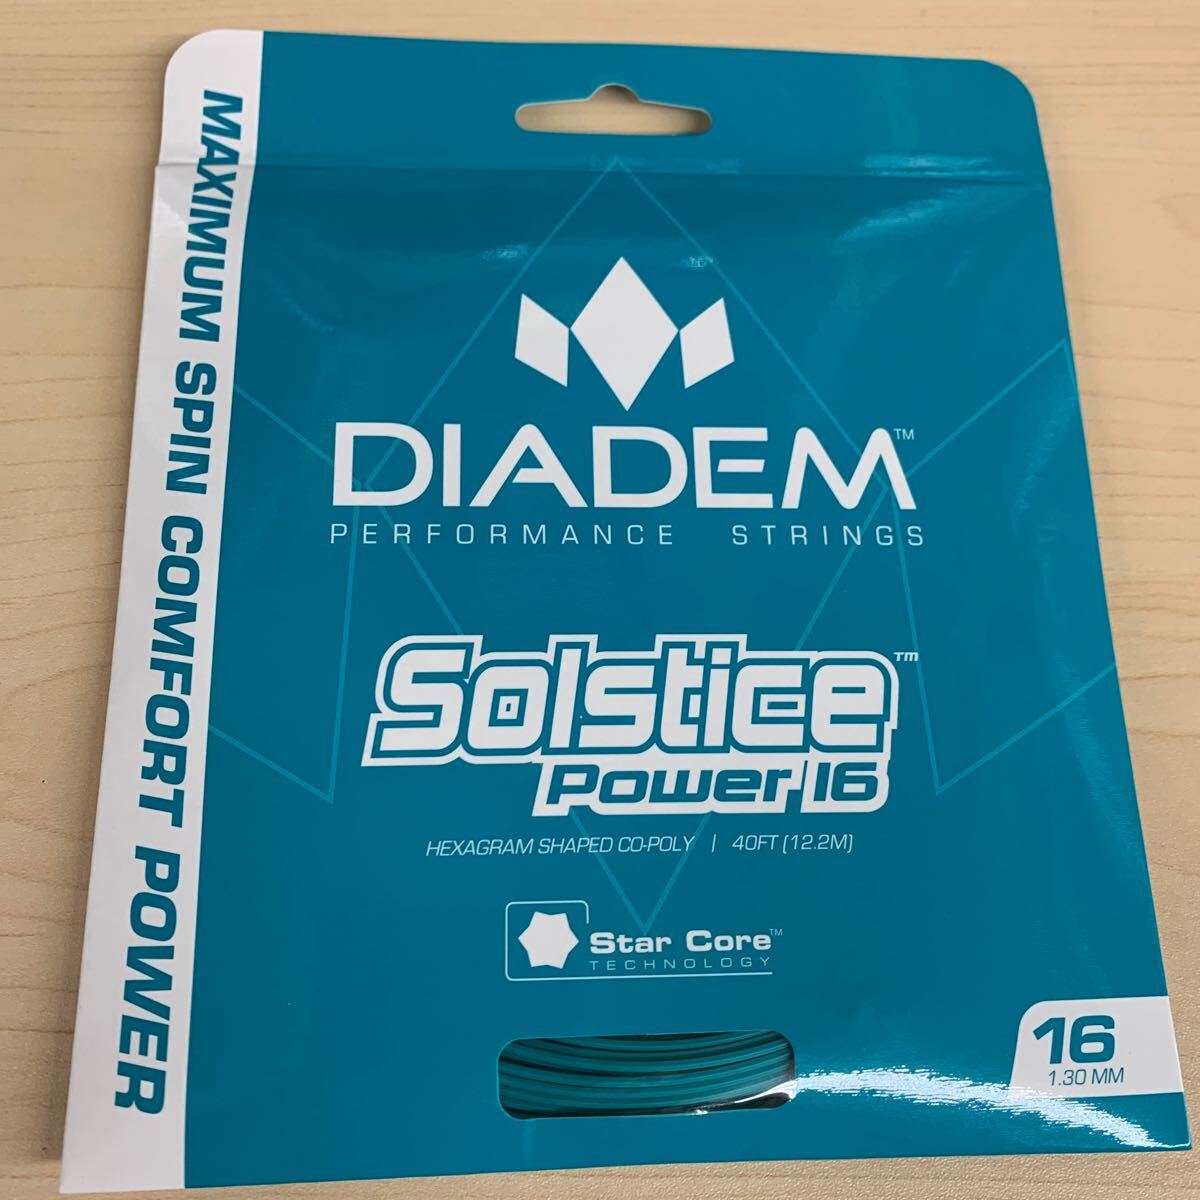 MAXIMUM SPIN COMFORT POWER
DIADEM™
PERFORMANCE STRINGS
Solstice™
Power 16
HEXAGRAM SHAPED CO-POLY | 40FT (12.2M)
Star Core™
TECHNOLOGY
16
1.30 MM